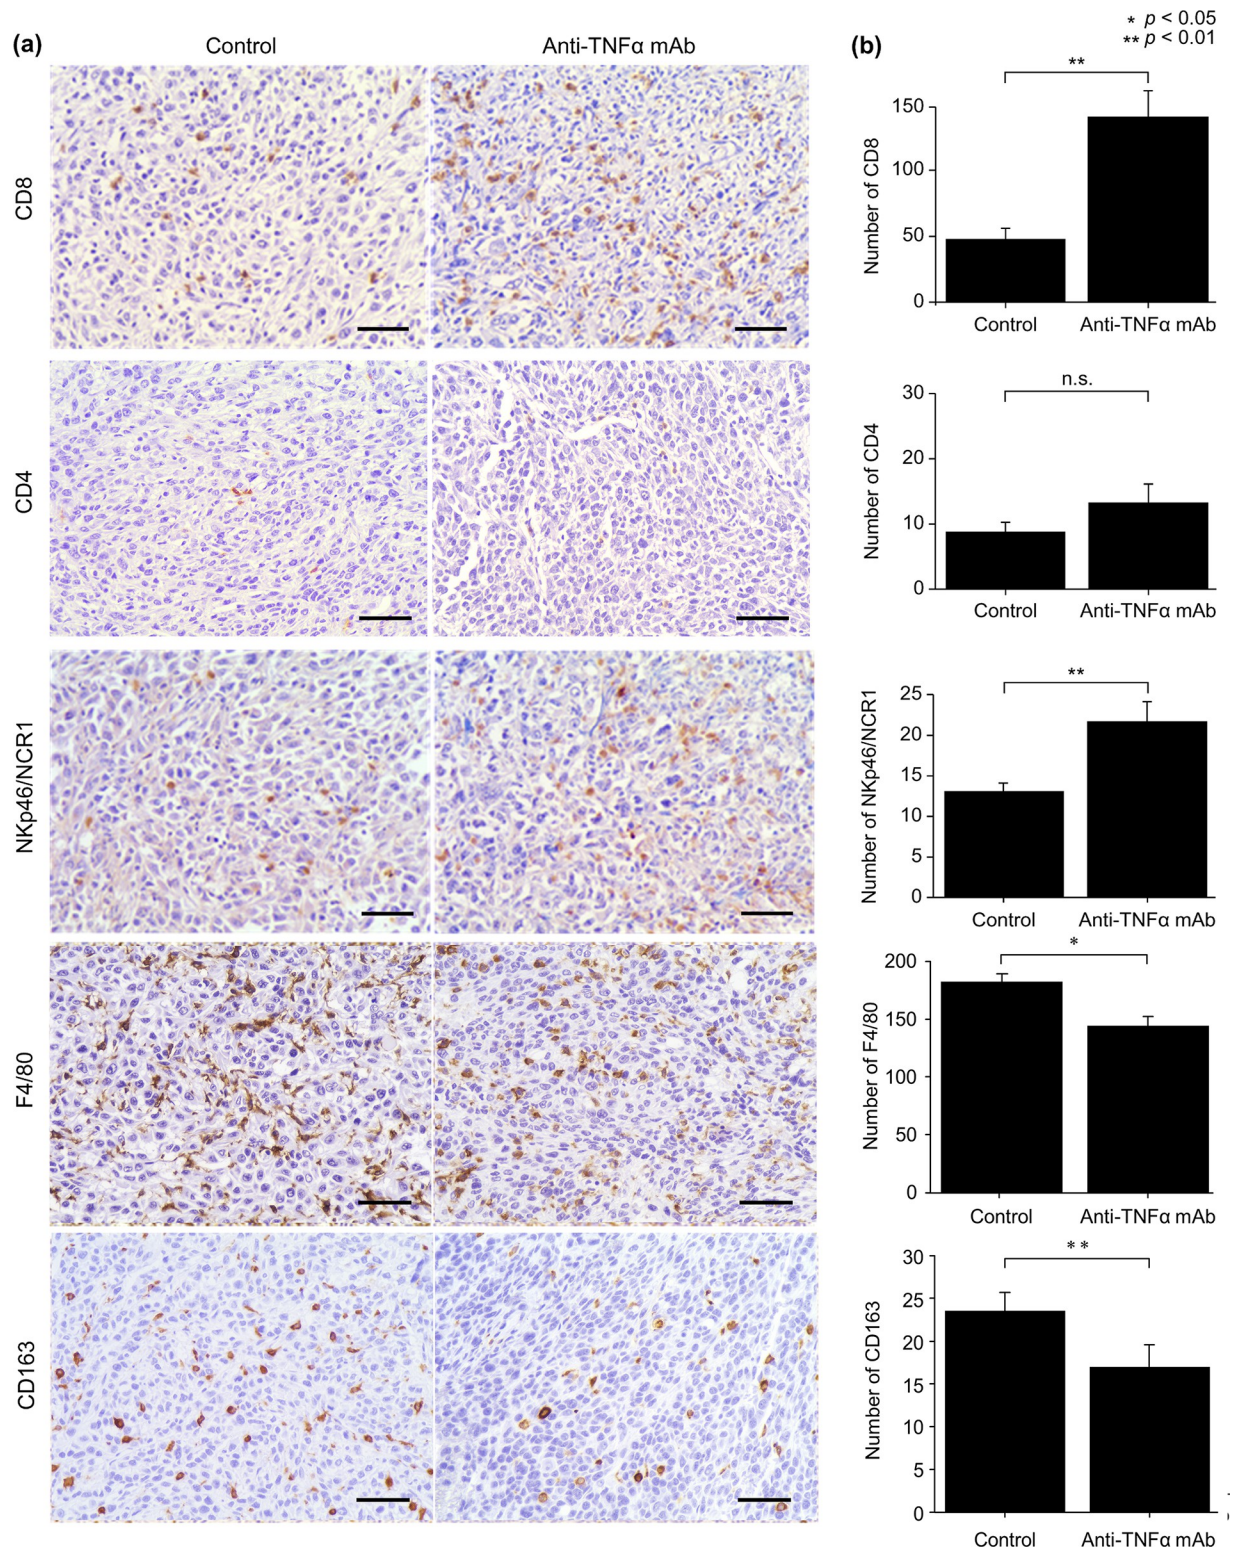 (a)
Control
Anti-TNFα mAb
CD8
CD4
NKp46/NCR1
F4/80
CD163
(b)
* p < 0.05
** p < 0.01
**
Number of CD8
150
100
50
0
Control
Anti-TNFα mAb
n.s.
Number of CD4
30
20
10
0
Control
Anti-TNFα mAb
**
Number of NKp46/NCR1
25
20
15
10
5
0
Control
Anti-TNFα mAb
*
Number of F4/80
200
150
100
50
0
Control
Anti-TNFα mAb
**
Number of CD163
30
25
20
15
10
5
0
Control
Anti-TNFα mAb